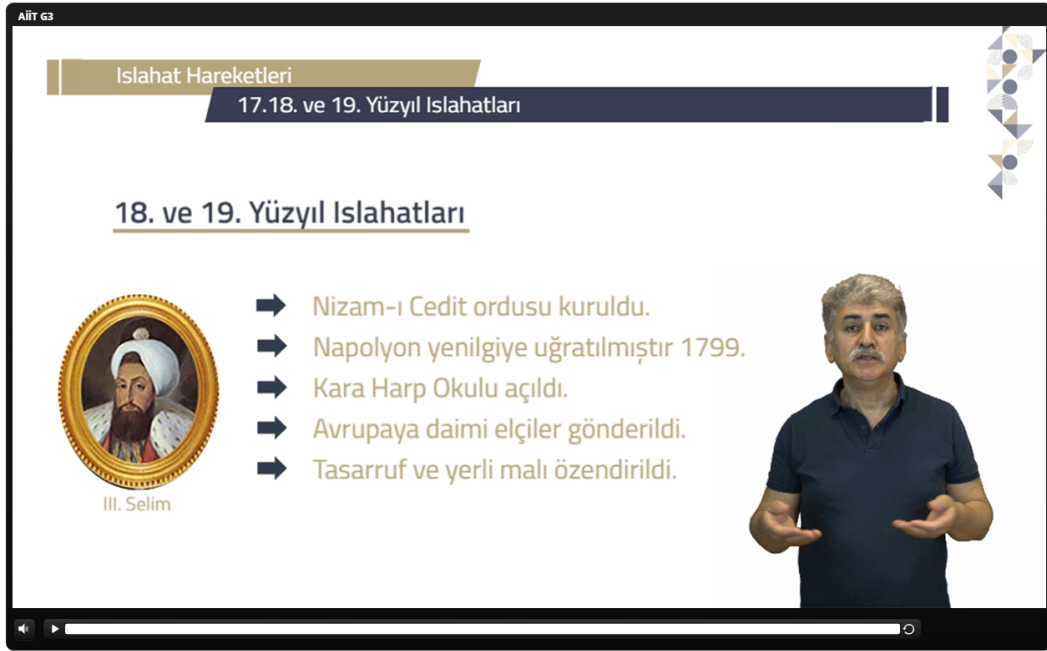 AİİT G3
Islahat Hareketleri
17.18. ve 19. Yüzyıl Islahatları
18. ve 19. Yüzyıl Islahatları
Nizam-ı Cedit ordusu kuruldu.
Napolyon yenilgiye uğratılmıştır 1799.
Kara Harp Okulu açıldı.
Avrupaya daimi elçiler gönderildi.
Tasarruf ve yerli malı özendirildi.
III. Selim